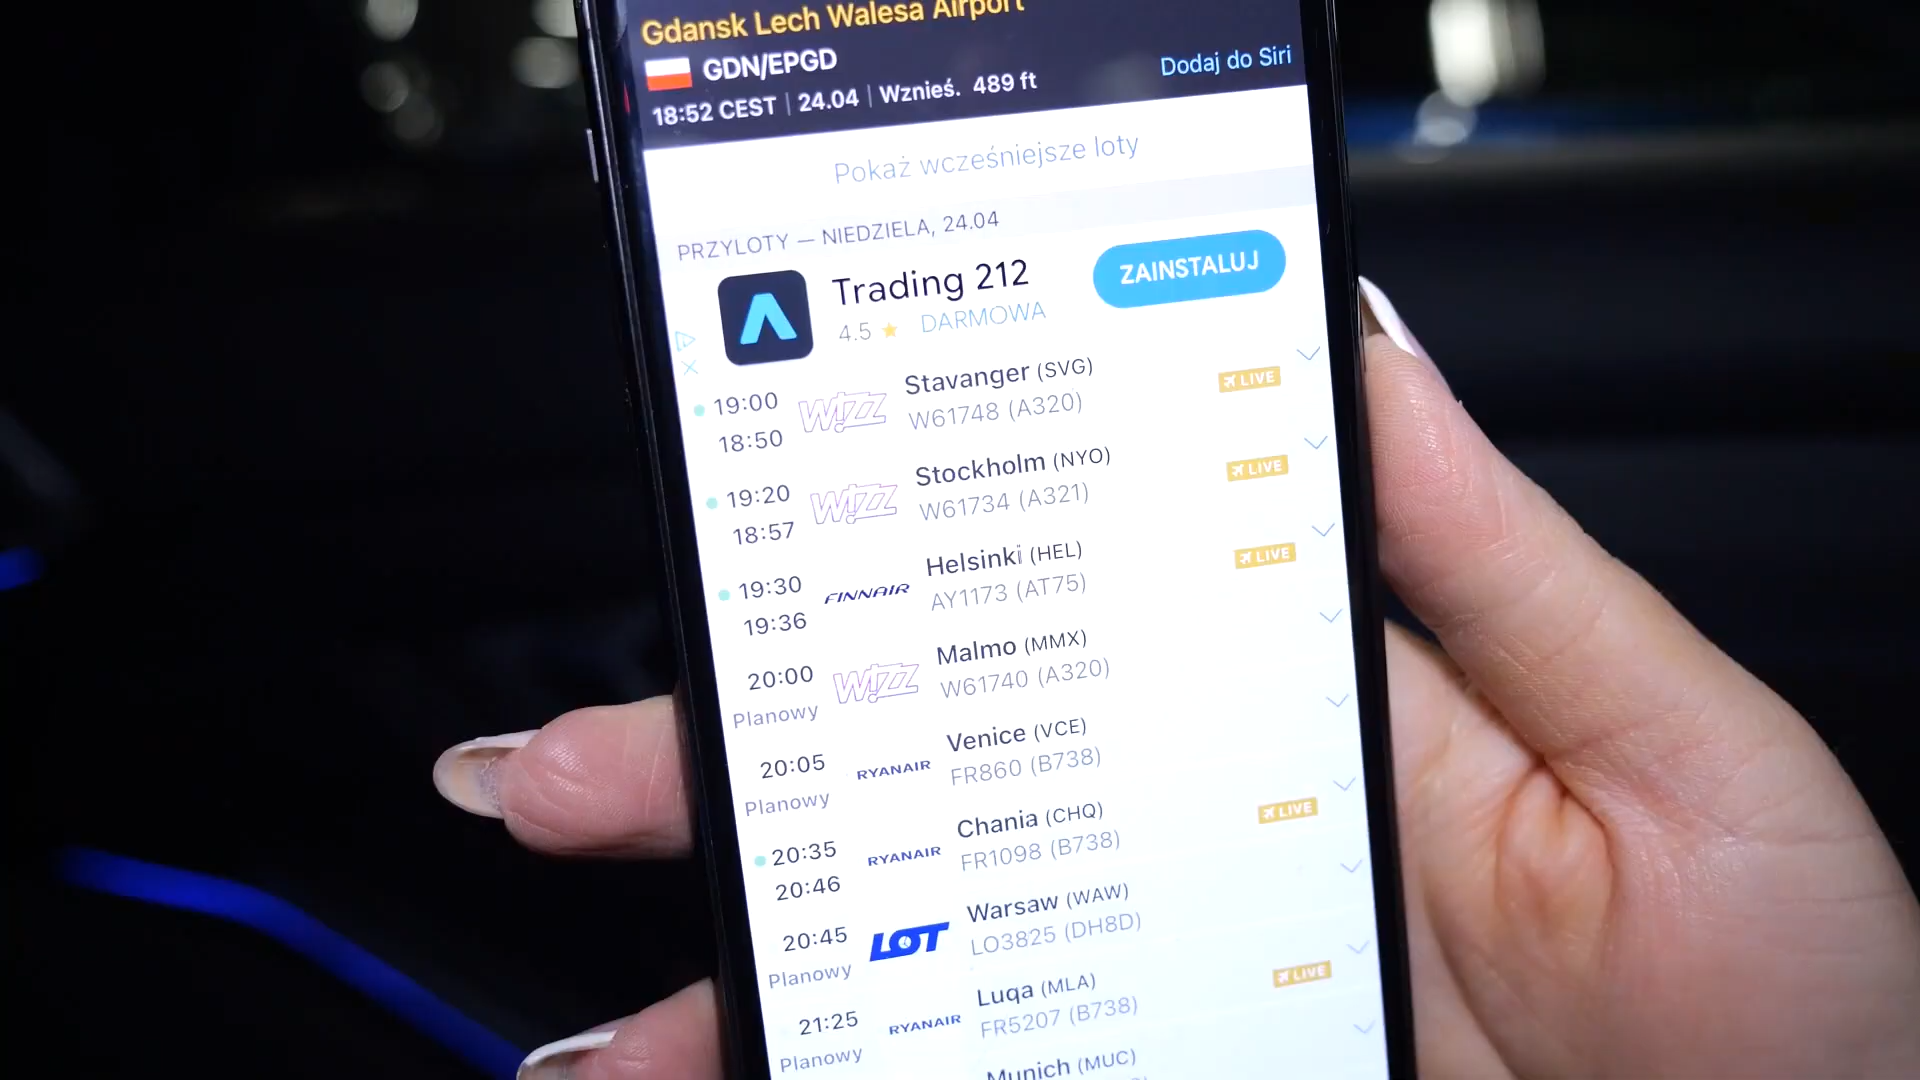 Gdansk Lech Walesa Airport
GDN/EPGD
Dodaj do Siri
18:52 CEST | 24.04 | Wznieś. 489 ft
Pokaż wcześniejsze loty
PRZYLOTY — NIEDZIELA, 24.04
Trading 212
4.5 ★ DARMOWA
ZAINSTALUJ
19:00 WIZZ Stavanger (SVG) LIVE
18:50 W61748 (A320)
19:20 WIZZ Stockholm (NYO) LIVE
18:57 W61734 (A321)
19:30 FINNAIR Helsinki (HEL) LIVE
19:36 AY1173 (AT75)
20:00 WIZZ Malmo (MMX)
Planowy W61740 (A320)
20:05 RYANAIR Venice (VCE)
Planowy FR860 (B738)
20:35 RYANAIR Chania (CHQ) LIVE
20:46 FR1098 (B738)
20:45 LOT Warsaw (WAW)
Planowy LO3825 (DH8D)
21:25 RYANAIR Luqa (MLA) LIVE
Planowy FR5207 (B738)
Munich (MUC)